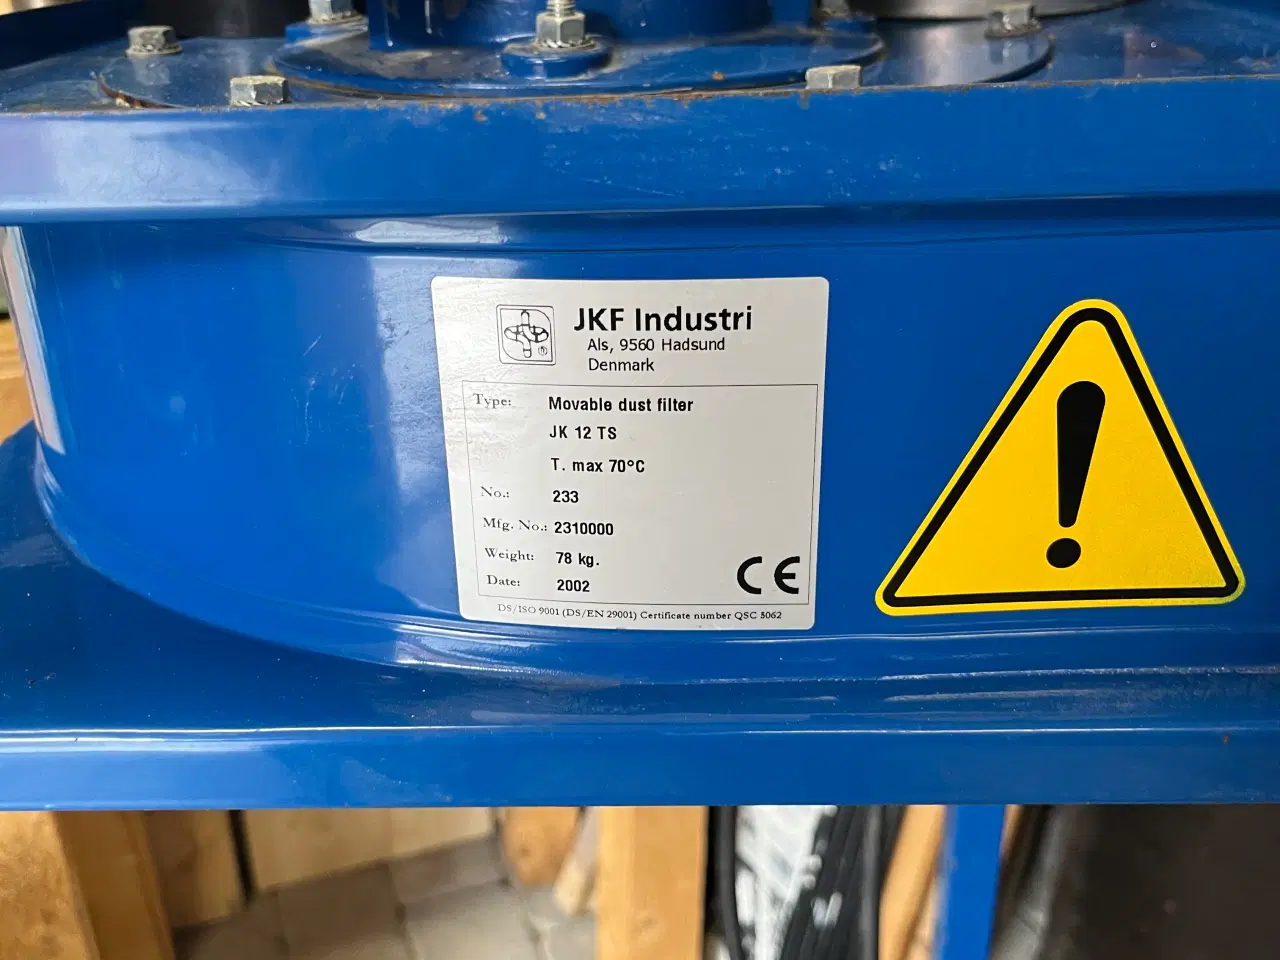 JKF Industri
Als, 9560 Hadsund
Denmark
Type: Movable dust filter
JK 12 TS
T. max 70°C
No.: 233
Mfg. No.: 2310000
Weight: 78 kg.
Date: 2002
CE
DS/ISO 9001 (DS/EN 29001) Certificate number QSC 5062
!